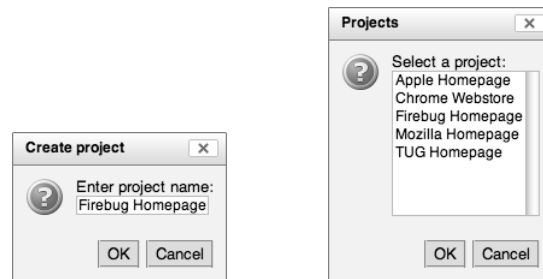 Create project
Enter project name:
Firebug Homepage
OK Cancel
Projects
Select a project:
Apple Homepage
Chrome Webstore
Firebug Homepage
Mozilla Homepage
TUG Homepage
OK Cancel